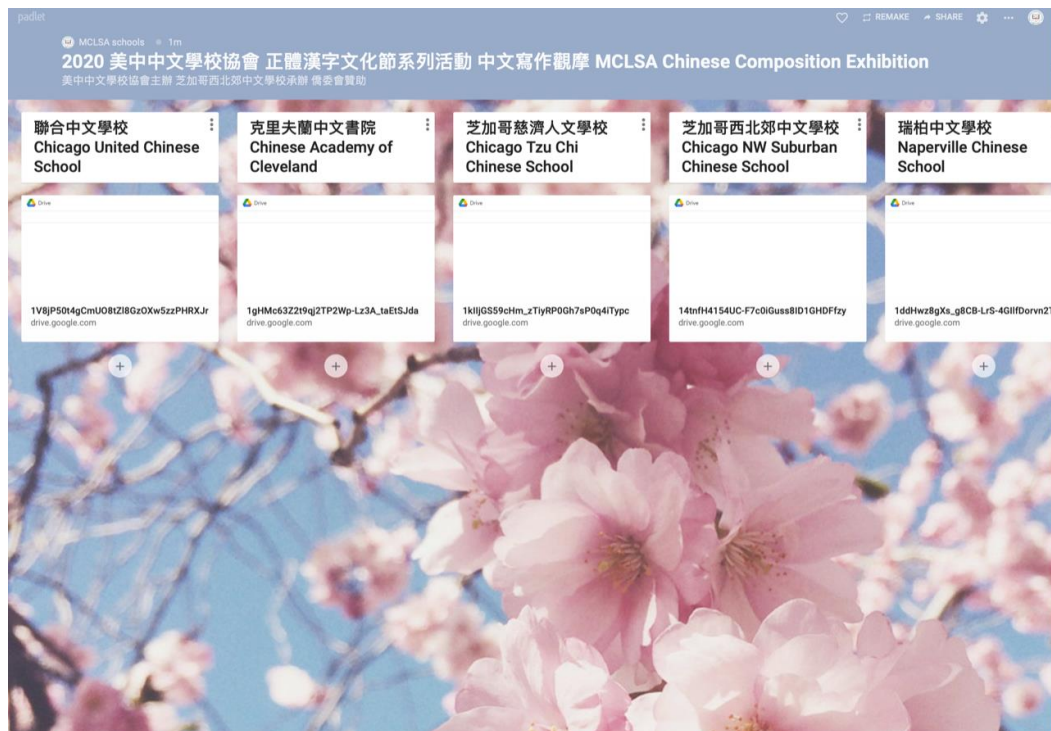 padlet
REMAKE
SHARE
MCLSA schools 1m
2020 美中中文學校協會 正體漢字文化節系列活動 中文寫作觀摩 MCLSA Chinese Composition Exhibition
美中中文學校協會主辦 芝加哥西北郊中文學校承辦 僑委會贊助
聯合中文學校
Chicago United Chinese
School
Drive
1V8jP50t4gCmUO8tZl8GzOXw5zzPHRXJr
drive.google.com
克里夫蘭中文書院
Chinese Academy of
Cleveland
Drive
1gHMc63Z2t9qj2TP2Wp-Lz3A_taEtSJda
drive.google.com
芝加哥慈濟人文學校
Chicago Tzu Chi
Chinese School
Drive
1kIIjGS59cHm_zTiyRP0Gh7sP0q4iTypc
drive.google.com
芝加哥西北郊中文學校
Chicago NW Suburban
Chinese School
Drive
14tnfH4154UC-F7c0iGuss8ID1GHDFfzy
drive.google.com
瑞柏中文學校
Naperville Chinese
School
Drive
1ddHwz8gXs_g8CB-LrS-4GIlfDorvn2T
drive.google.com